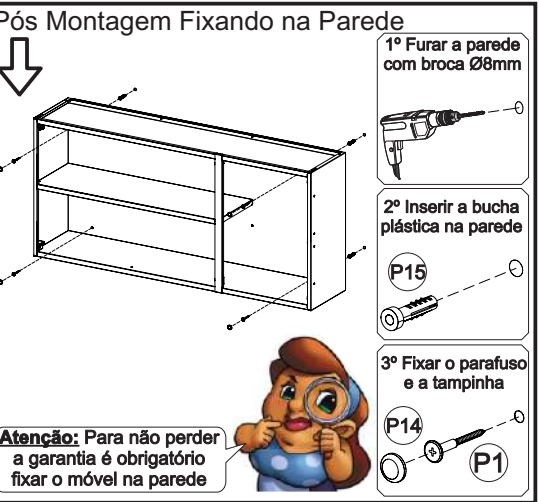 Pós Montagem Fixando na Parede
1º Furar a parede
com broca Ø8mm
2º Inserir a bucha
plástica na parede
P15
3º Fixar o parafuso
e a tampinha
P14
P1
Atenção: Para não perder
a garantia é obrigatório
fixar o móvel na parede